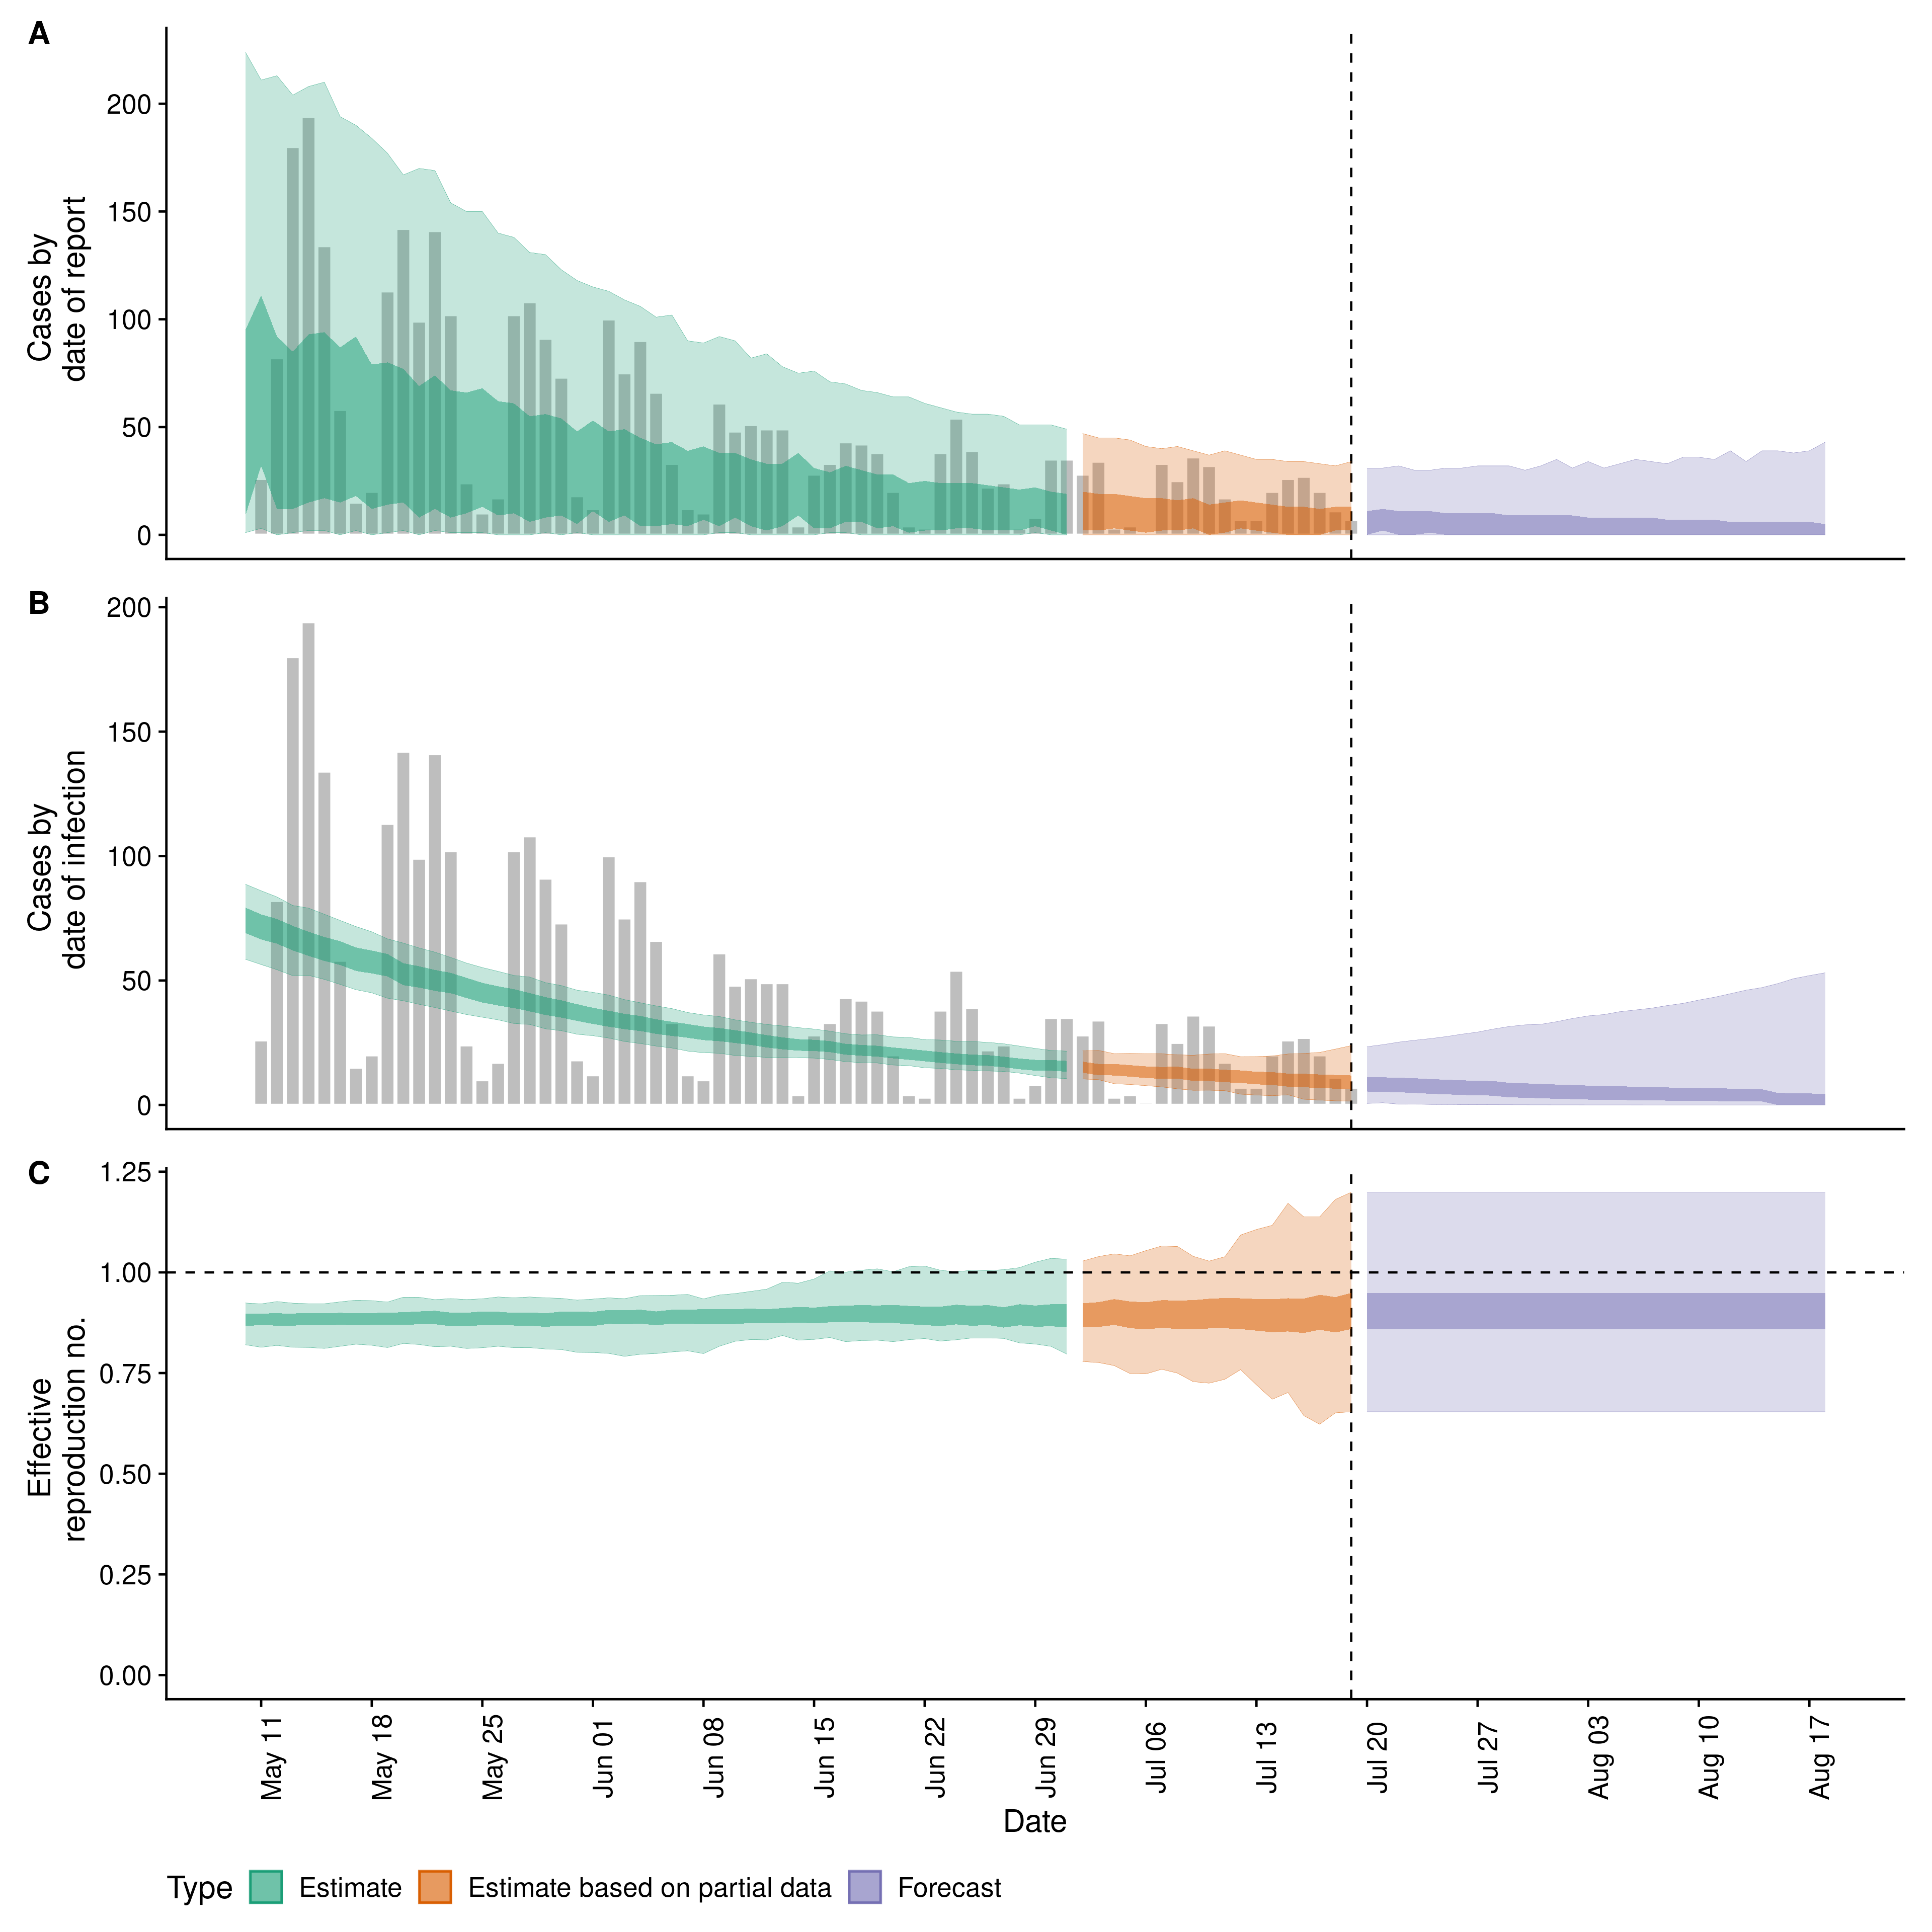 A
Cases by
date of report
200
150
100
50
0
B
Cases by
date of infection
200
150
100
50
0
C
Effective
reproduction no.
1.25
1.00
0.75
0.50
0.25
0.00
May 11
May 18
May 25
Jun 01
Jun 08
Jun 15
Jun 22
Jun 29
Jul 06
Jul 13
Jul 20
Jul 27
Aug 03
Aug 10
Aug 17
Date
Type Estimate Estimate based on partial data Forecast